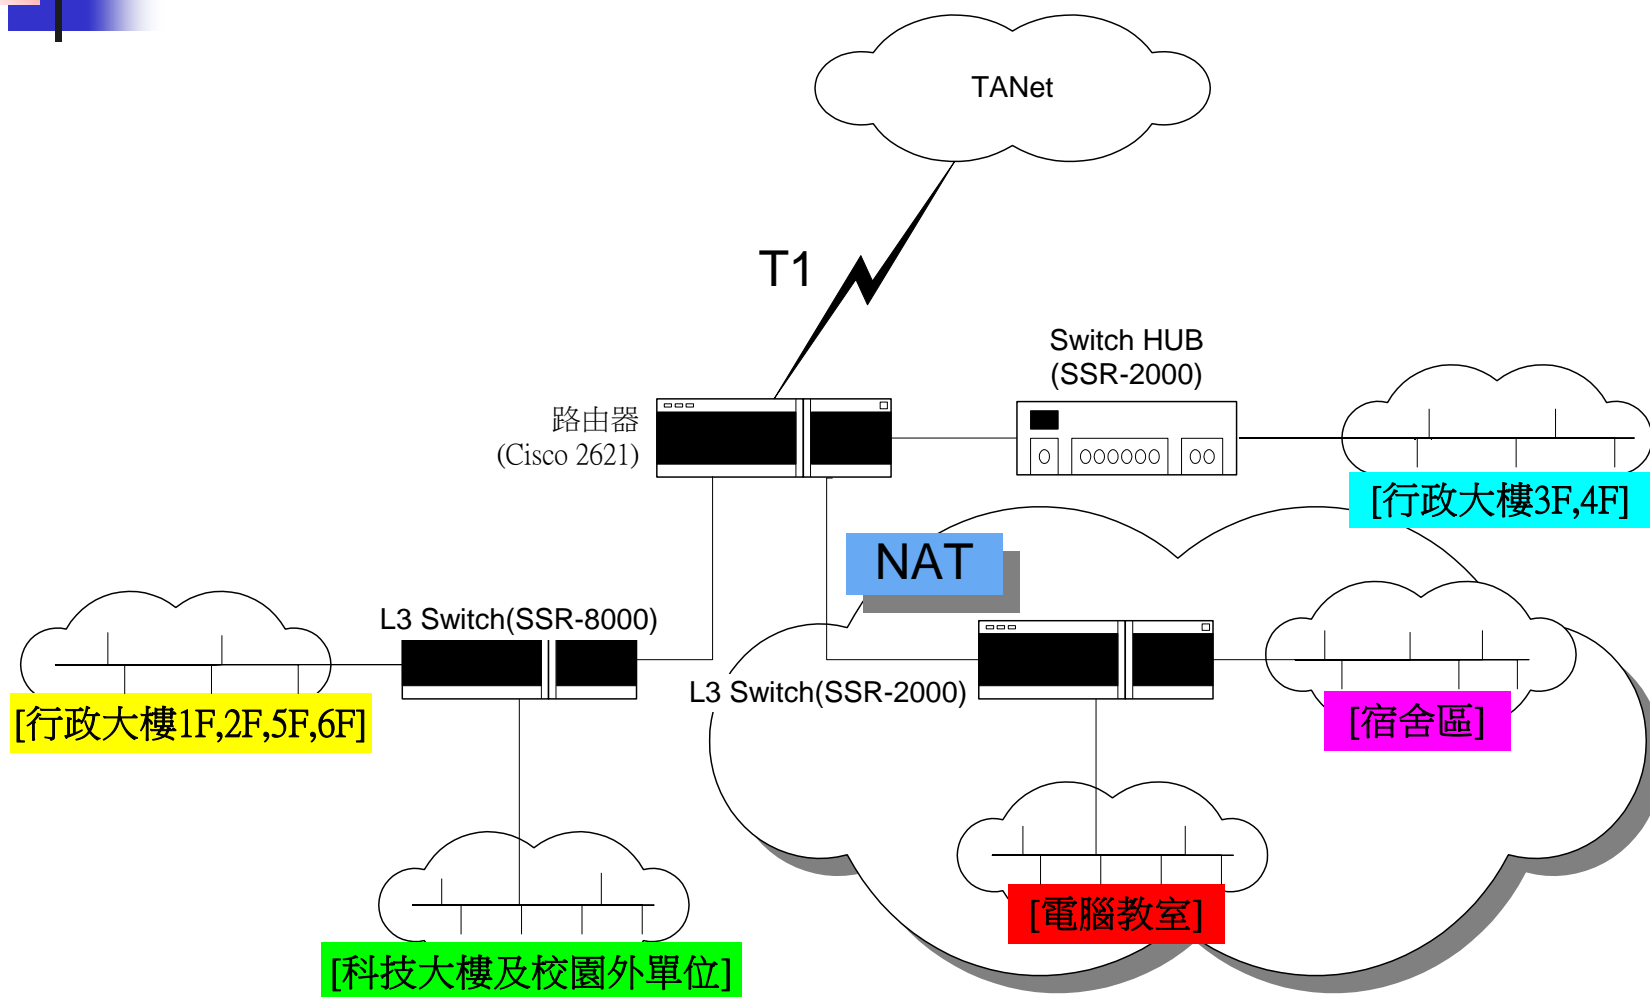 TANet
T1
Switch HUB
(SSR-2000)
路由器
(Cisco 2621)
[行政大樓3F,4F]
NAT
L3 Switch(SSR-8000)
L3 Switch(SSR-2000)
[行政大樓1F,2F,5F,6F]
[宿舍區]
[電腦教室]
[科技大樓及校園外單位]